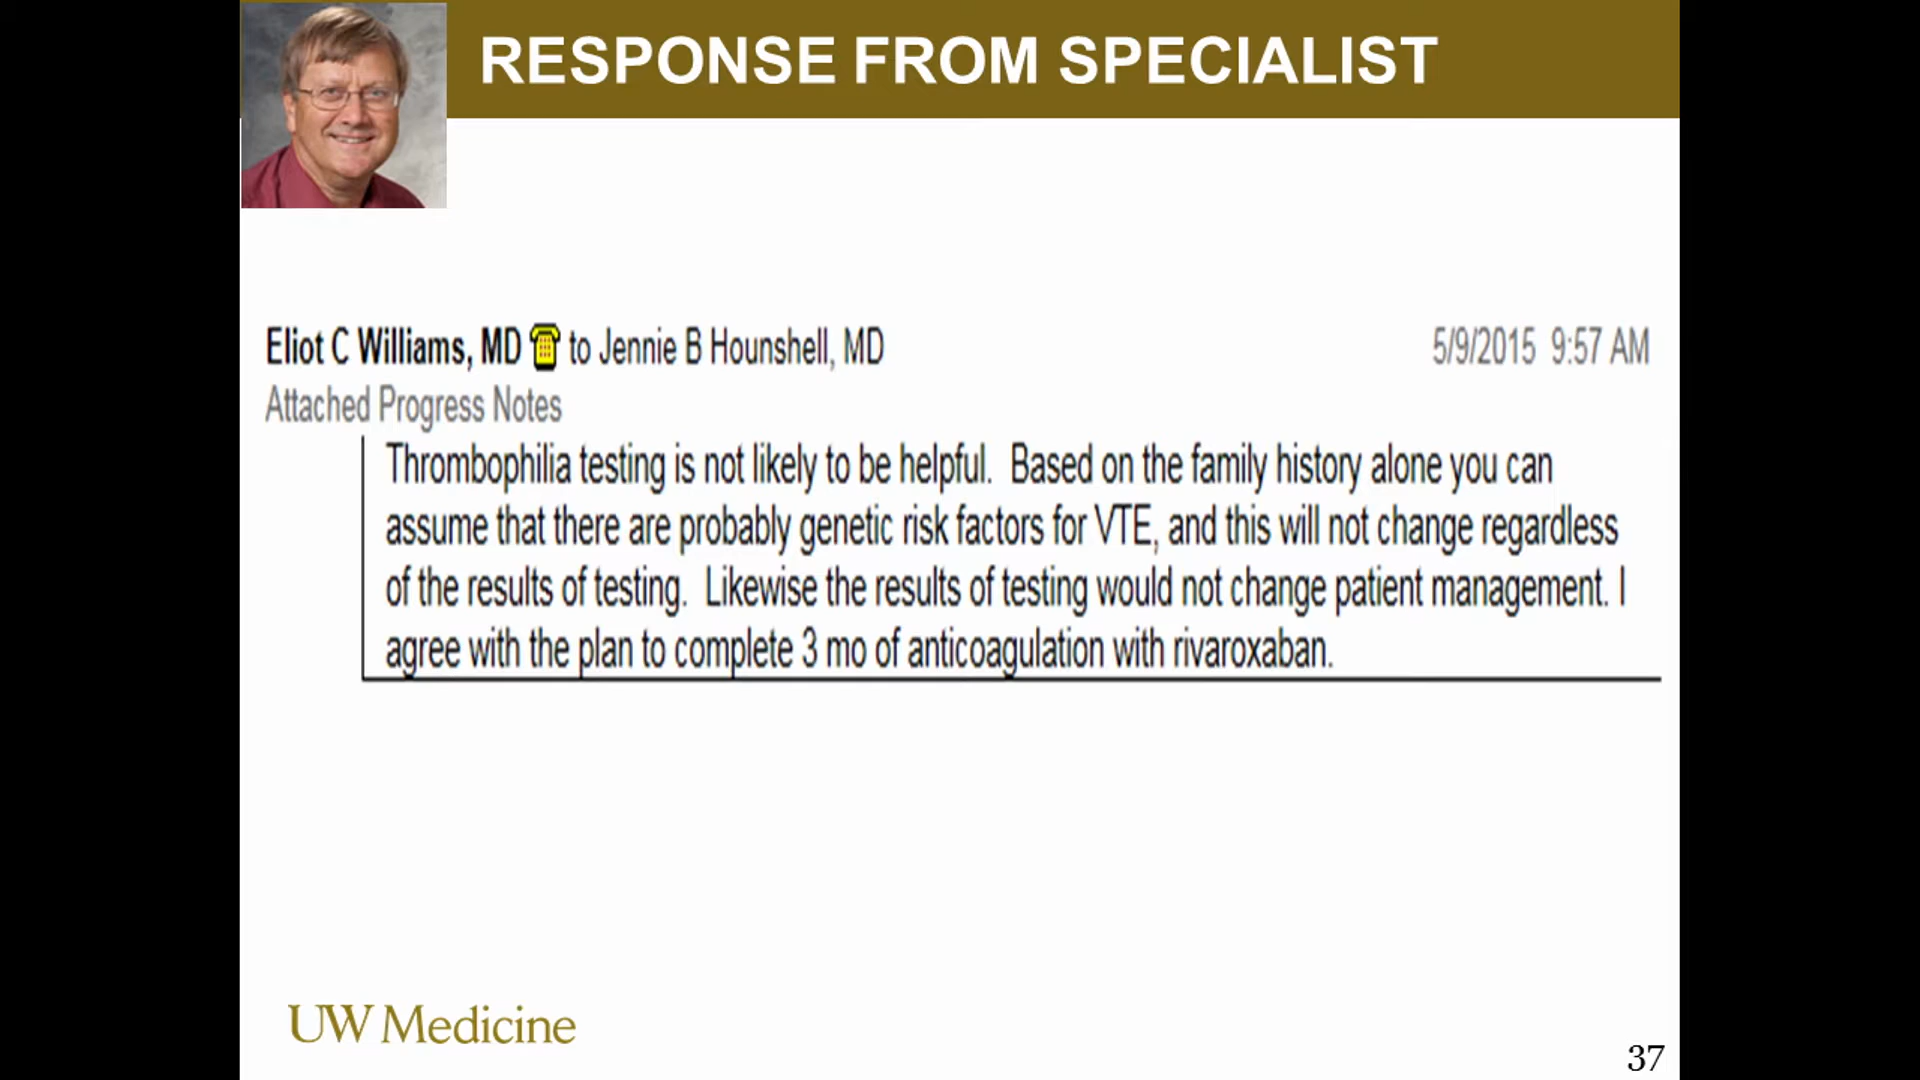 RESPONSE FROM SPECIALIST
Eliot C Williams, MD to Jennie B Hounshell, MD 5/9/2015 9:57 AM
Attached Progress Notes
Thrombophilia testing is not likely to be helpful. Based on the family history alone you can
assume that there are probably genetic risk factors for VTE, and this will not change regardless
of the results of testing. Likewise the results of testing would not change patient management. I
agree with the plan to complete 3 mo of anticoagulation with rivaroxaban.
UW Medicine
37